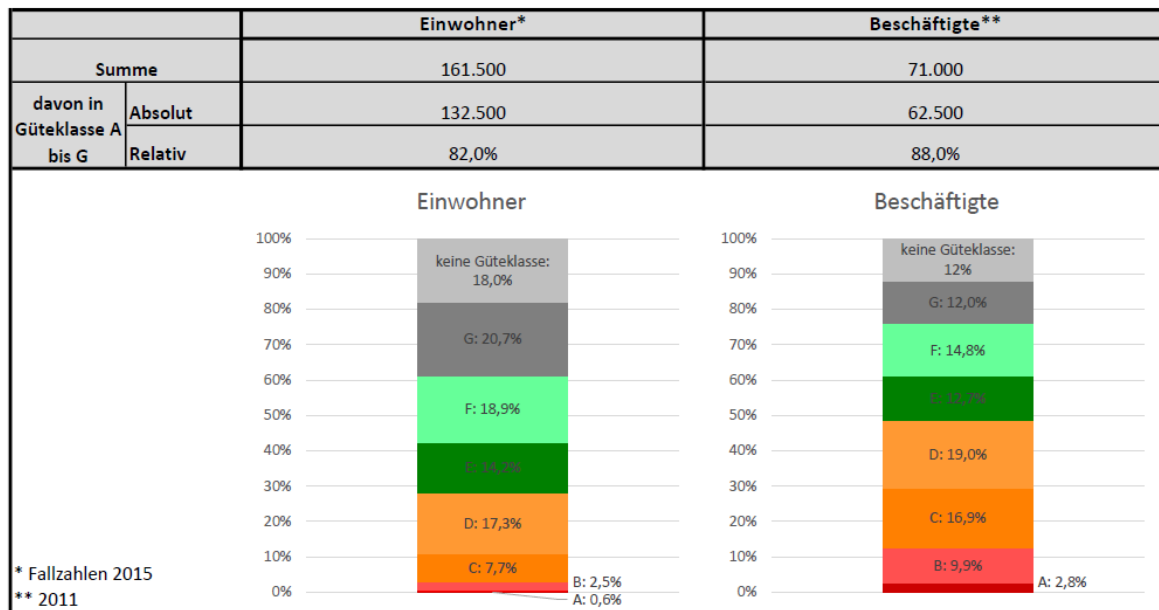 Einwohner* Beschäftigte**
Summe 161.500 71.000
davon in
Güteklasse A
bis G
Absolut 132.500 62.500
Relativ 82,0% 88,0%
Einwohner
100%
90%
80%
70%
60%
50%
40%
30%
20%
10%
0%
keine Güteklasse:
18,0%
G: 20,7%
F: 18,9%
E: 14,2%
D: 17,3%
C: 7,7%
B: 2,5%
A: 0,6%
Beschäftigte
100%
90%
80%
70%
60%
50%
40%
30%
20%
10%
0%
keine Güteklasse:
12%
G: 12,0%
F: 14,8%
E: 12,7%
D: 19,0%
C: 16,9%
B: 9,9%
A: 2,8%
* Fallzahlen 2015
** 2011